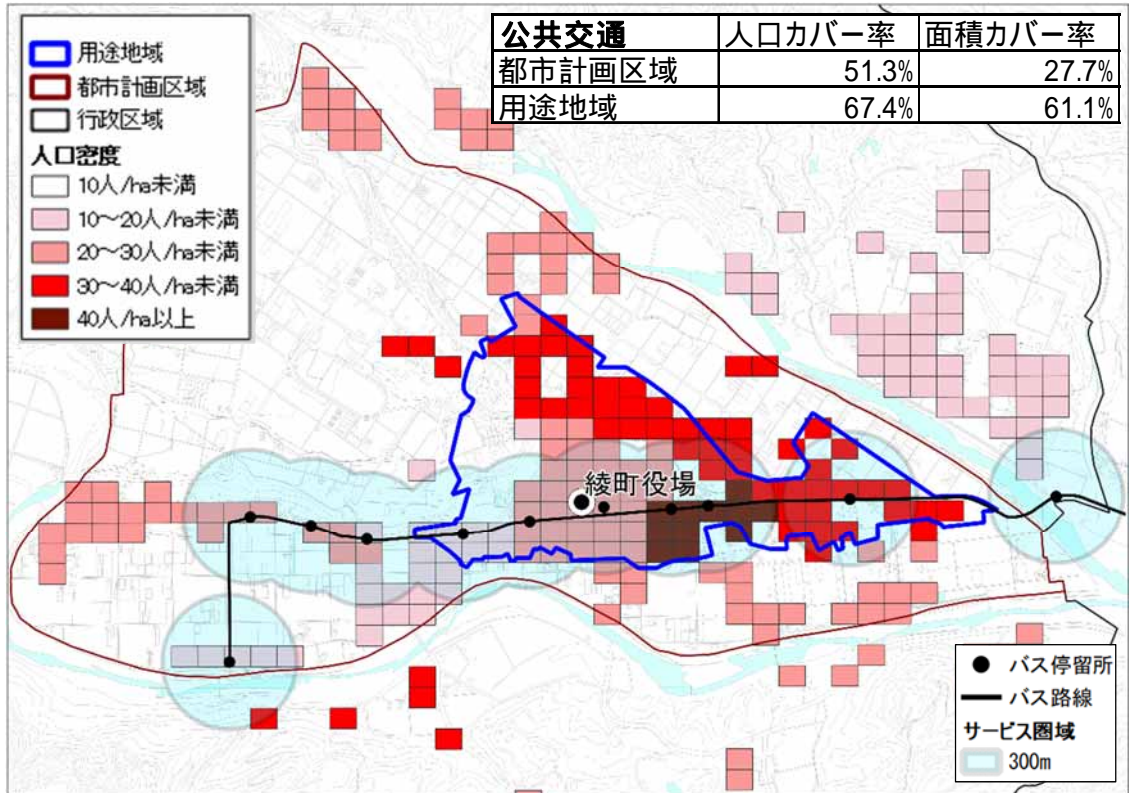 用途地域
都市計画区域
行政区域
人口密度
10人/ha未満
10～20人/ha未満
20～30人/ha未満
30～40人/ha未満
40人/ha以上
公共交通 人口カバー率 面積カバー率
都市計画区域 51.3% 27.7%
用途地域 67.4% 61.1%
綾町役場
バス停留所
バス路線
サービス圏域
300m